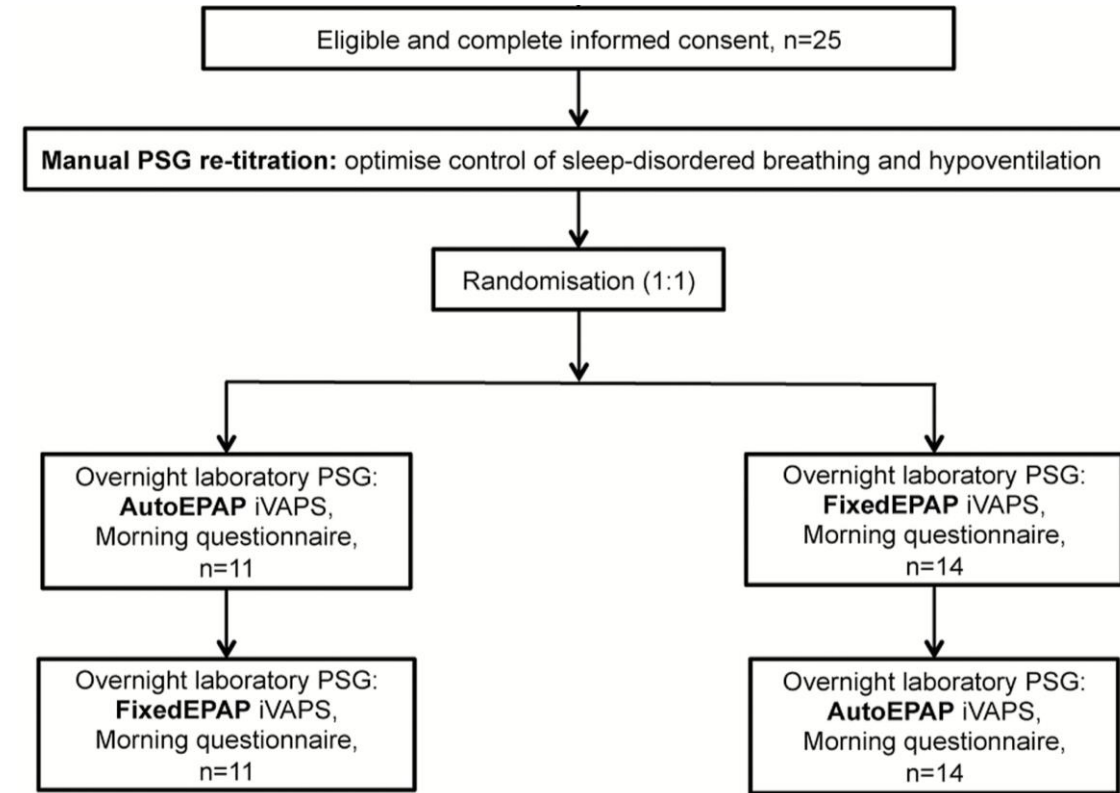 Eligible and complete informed consent, n=25
Manual PSG re-titration: optimise control of sleep-disordered breathing and hypoventilation
Randomisation (1:1)
Overnight laboratory PSG:
AutoEPAP iVAPS,
Morning questionnaire,
n=11
Overnight laboratory PSG:
FixedEPAP iVAPS,
Morning questionnaire,
n=14
Overnight laboratory PSG:
FixedEPAP iVAPS,
Morning questionnaire,
n=11
Overnight laboratory PSG:
AutoEPAP iVAPS,
Morning questionnaire,
n=14